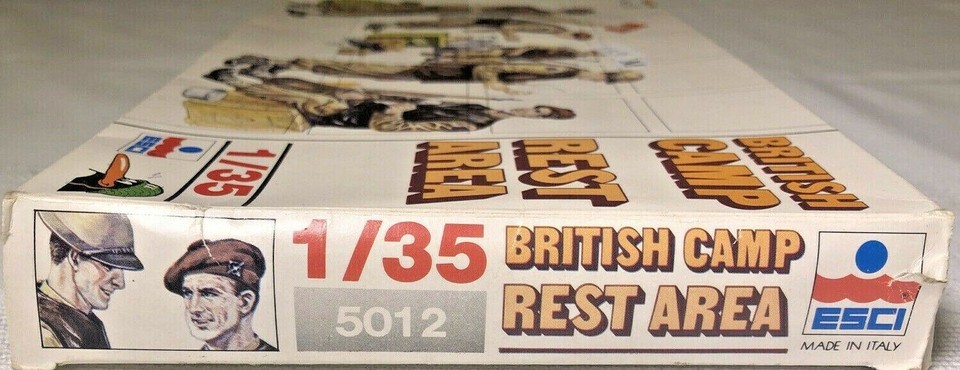 BRITISH
CAMP
REST
AREA
1/35
ESCI
1/35
5012
BRITISH CAMP
REST AREA
ESCI
MADE IN ITALY